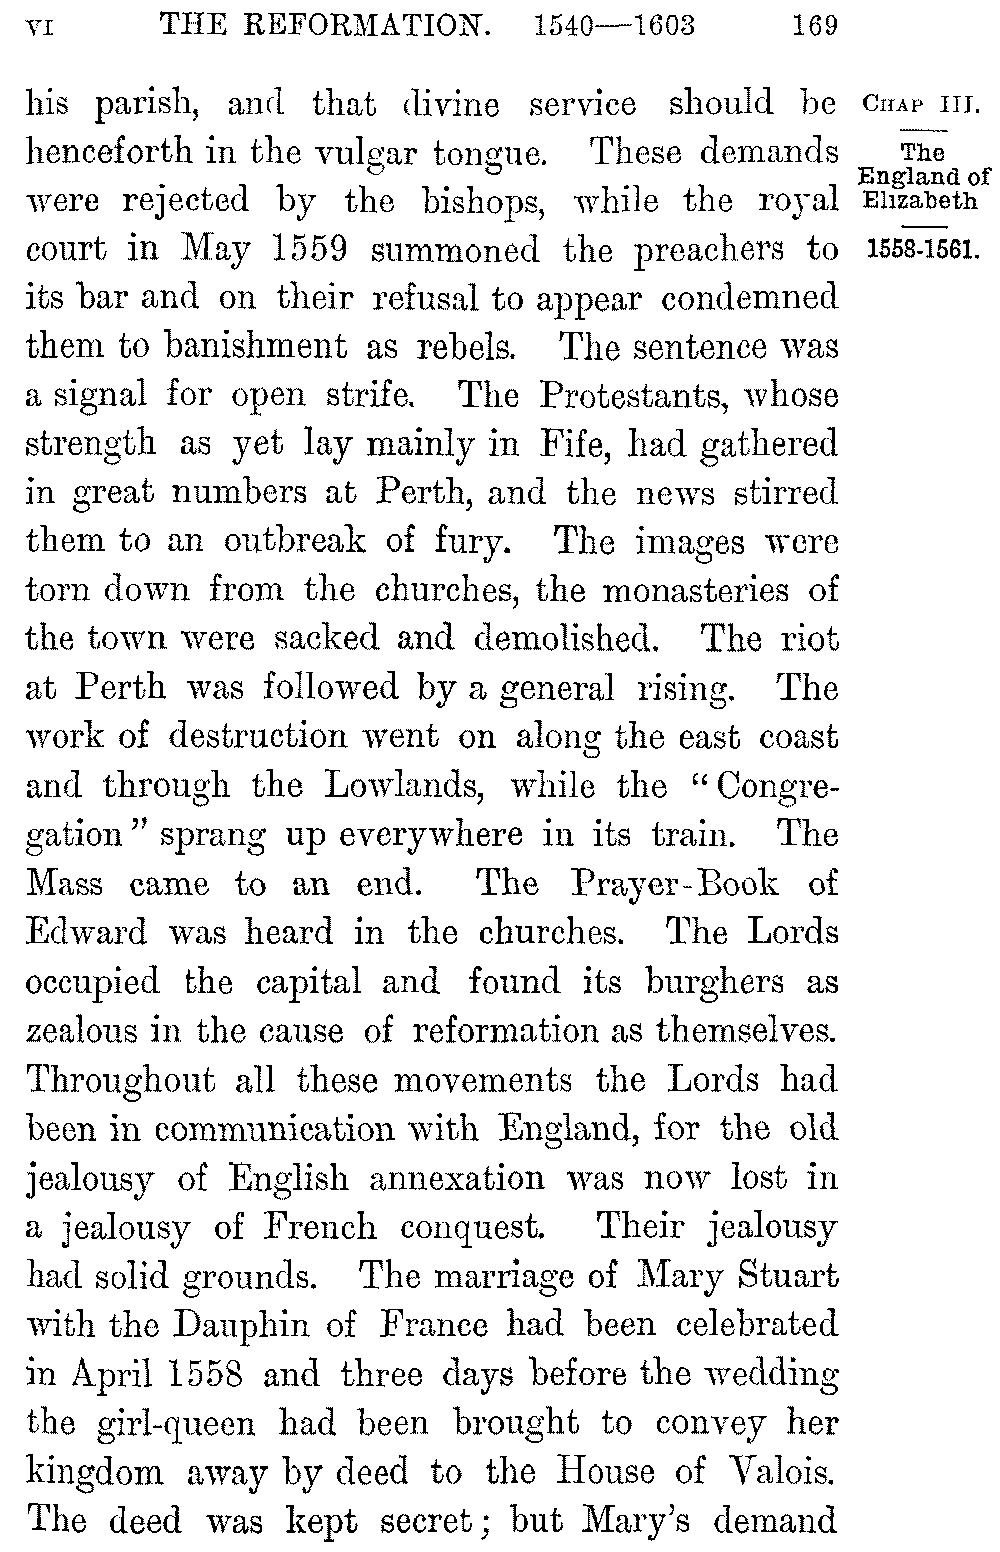 VI THE REFORMATION. 1540—1603 169
his parish, and that divine service should be
henceforth in the vulgar tongue. These demands
were rejected by the bishops, while the royal
court in May 1559 summoned the preachers to
its bar and on their refusal to appear condemned
them to banishment as rebels. The sentence was
a signal for open strife. The Protestants, whose
strength as yet lay mainly in Fife, had gathered
in great numbers at Perth, and the news stirred
them to an outbreak of fury. The images were
torn down from the churches, the monasteries of
the town were sacked and demolished. The riot
at Perth was followed by a general rising. The
work of destruction went on along the east coast
and through the Lowlands, while the “Congre-
gation” sprang up everywhere in its train. The
Mass came to an end. The Prayer-Book of
Edward was heard in the churches. The Lords
occupied the capital and found its burghers as
zealous in the cause of reformation as themselves.
Throughout all these movements the Lords had
been in communication with England, for the old
jealousy of English annexation was now lost in
a jealousy of French conquest. Their jealousy
had solid grounds. The marriage of Mary Stuart
with the Dauphin of France had been celebrated
in April 1558 and three days before the wedding
the girl-queen had been brought to convey her
kingdom away by deed to the House of Valois.
The deed was kept secret; but Mary's demand
CHAP III.
The
England of
Elizabeth
1558-1561.